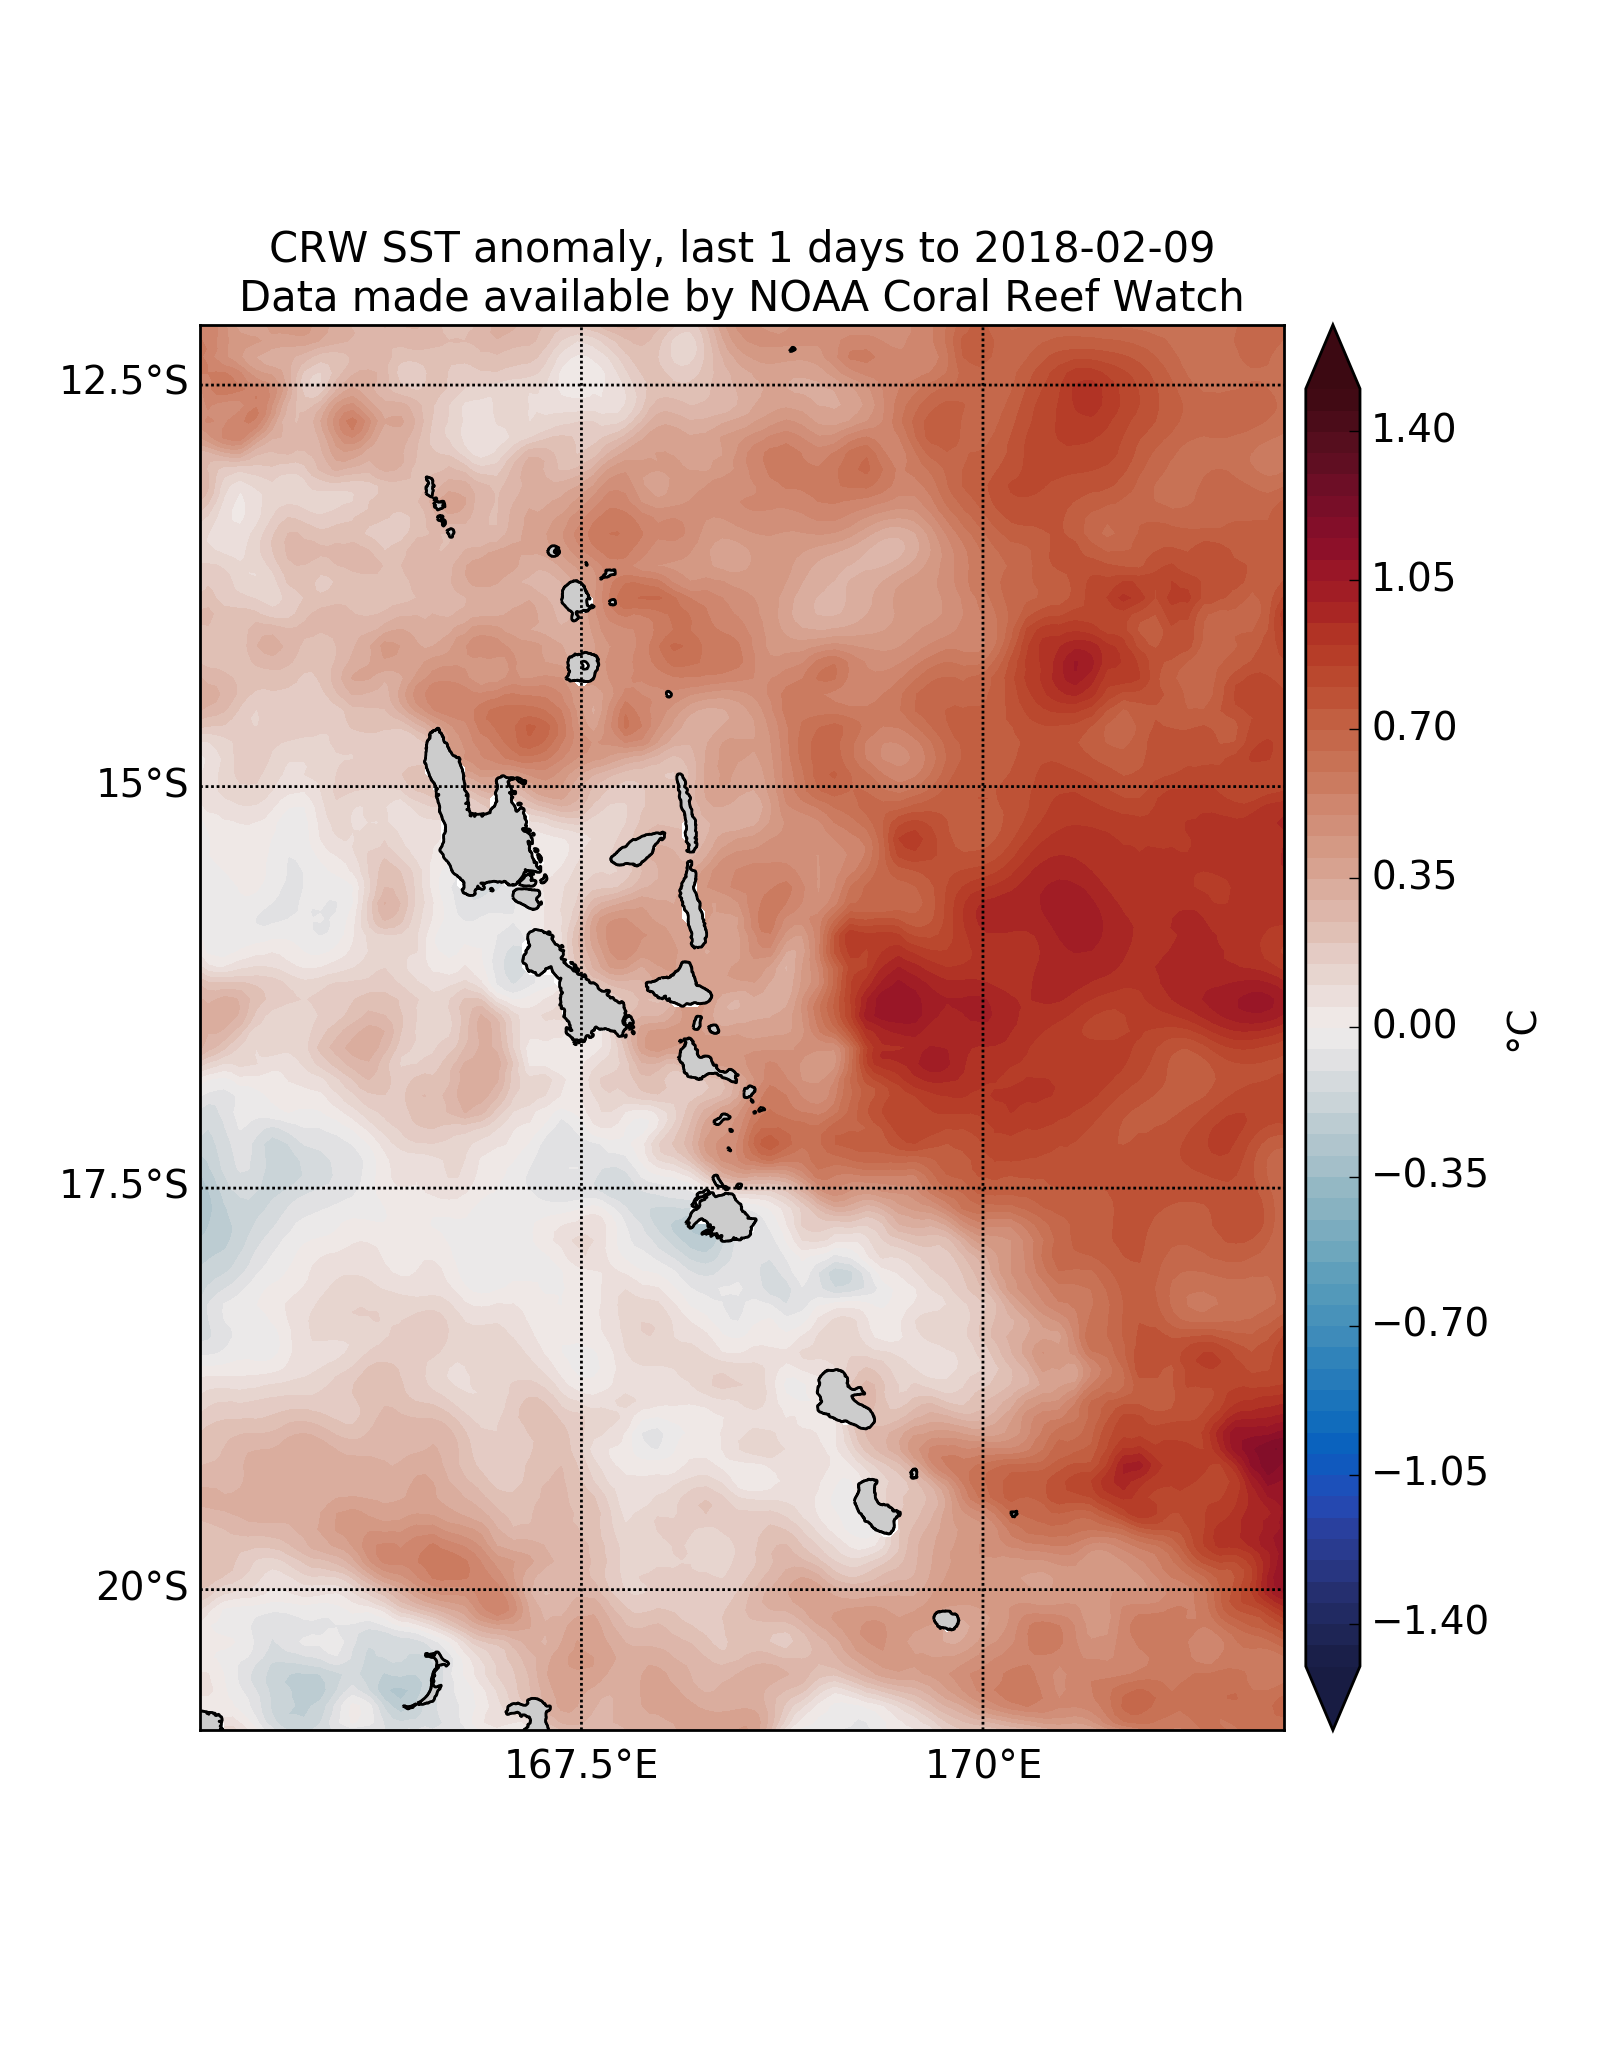 CRW SST anomaly, last 1 days to 2018-02-09
Data made available by NOAA Coral Reef Watch
12.5°S
15°S
17.5°S
20°S
167.5°E
170°E
1.40
1.05
0.70
0.35
0.00
−0.35
−0.70
−1.05
−1.40
°C